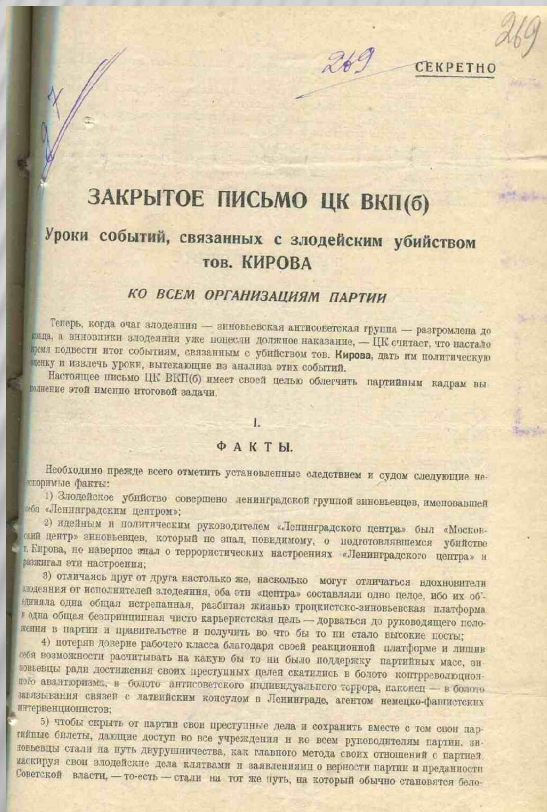 269
269
СЕКРЕТНО
ЗАКРЫТОЕ ПИСЬМО ЦК ВКП(б)
Уроки событий, связанных с злодейским убийством
тов. КИРОВА
КО ВСЕМ ОРГАНИЗАЦИЯМ ПАРТИИ
Теперь, когда очаг злодеяния — зиновьевская антисоветская группа — разгромлена до
конца, а виновники злодеяния уже понесли должное наказание, — ЦК считает, что настало
время подвести итог событиям, связанным с убийством тов. Кирова, дать им политическую
оценку и извлечь уроки, вытекающие из анализа этих событий.
Настоящее письмо ЦК ВКП(б) имеет своей целью облегчить партийным кадрам вы-
полнение этой именно итоговой задачи.
I.
ФАКТЫ.
Необходимо прежде всего отметить установленные следствием и судом следующие не-
оспоримые факты:
1) Злодейское убийство совершено ленинградской группой зиновьевцев, именовавшей
себя «Ленинградским центром»;
2) идейным и политическим руководителем «Ленинградского центра» был «Москов-
ский центр» зиновьевцев, который не знал, повидимому, о подготовлявшемся убийстве
т. Кирова, но наверное знал о террористических настроениях «Ленинградского центра» и
разжигал эти настроения;
3) отличаясь друг от друга настолько же, насколько могут отличаться вдохновители
злодеяния от исполнителей злодеяния, оба эти «центра» составляли одно целое, ибо их об'-
единяла одна общая истрепанная, разбитая жизнью троцкистско-зиновьевская платформа
и одна общая беспринципная чисто карьеристская цель — дорваться до руководящего поло-
жения в партии и правительстве и получить во что бы то ни стало высокие посты;
4) потеряв доверие рабочего класса благодаря своей реакционной платформе и лишив
себя возможности расчитывать на какую бы то ни было поддержку партийных масс, зи-
новьевцы ради достижения своих преступных целей скатились в болото контрреволюцион-
ного авантюризма, в болото антисоветского индивидуального террора, наконец — в болото
завязывания связей с латвийским консулом в Ленинграде, агентом немецко-фашистских
интервенционистов;
5) чтобы скрыть от партии свои преступные дела и сохранить вместе с тем свои пар-
тийные билеты, дающие доступ во все учреждения и ко всем руководителям партии, зи-
новьевцы стали на путь двурушничества, как главного метода своих отношений с партией,
маскируя свои злодейские дела клятвами и заявлениями о верности партии и преданности
Советской власти, — то-есть — стали на тот же путь, на который обычно становятся бело-